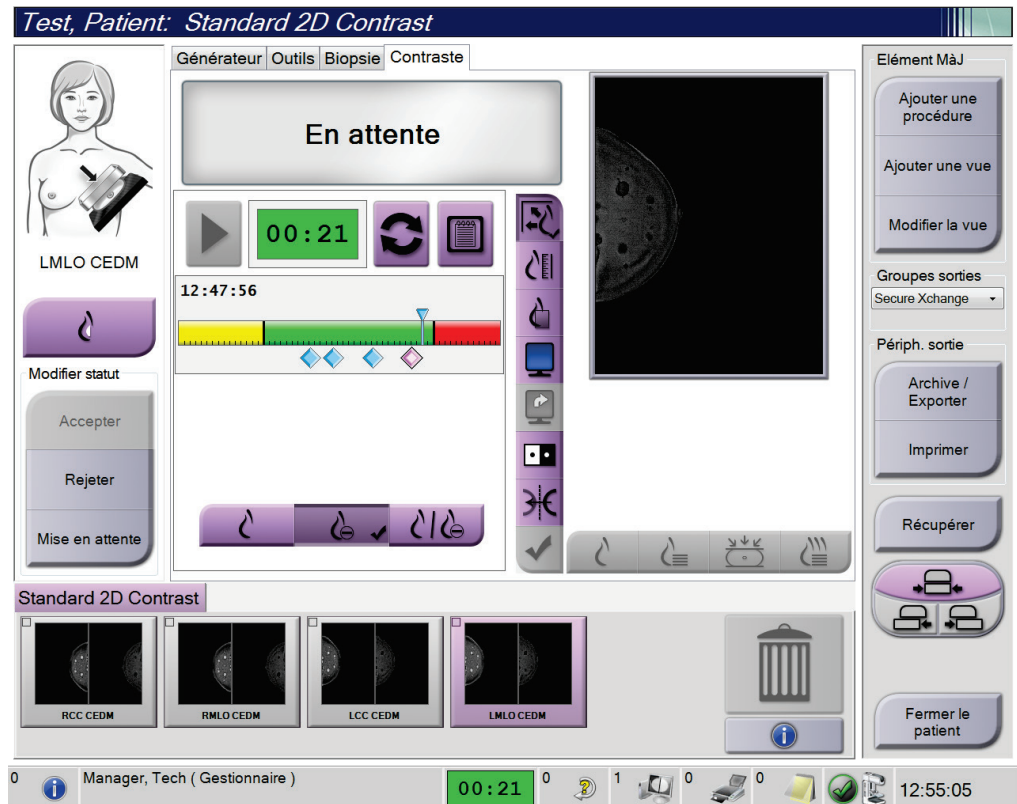 Test, Patient: Standard 2D Contrast
LMLO CEDM
Modifier statut
Accepter
Rejeter
Mise en attente
Générateur Outils Biopsie Contraste
En attente
00:21
12:47:56
Elément MàJ
Ajouter une
procédure
Ajouter une vue
Modifier la vue
Groupes sorties
Secure Xchange
Périph. sortie
Archive /
Exporter
Imprimer
Récupérer
Fermer le
patient
Standard 2D Contrast
RCC CEDM
RMLO CEDM
LCC CEDM
LMLO CEDM
0 Manager, Tech ( Gestionnaire ) 00:21 0 1 0 0 12:55:05